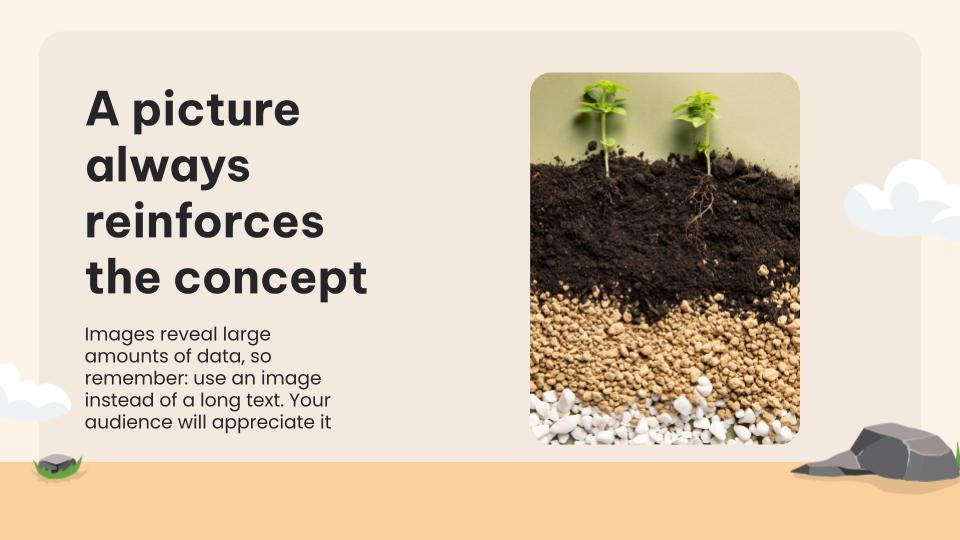 A picture
always
reinforces
the concept
Images reveal large
amounts of data, so
remember: use an image
instead of a long text. Your
audience will appreciate it